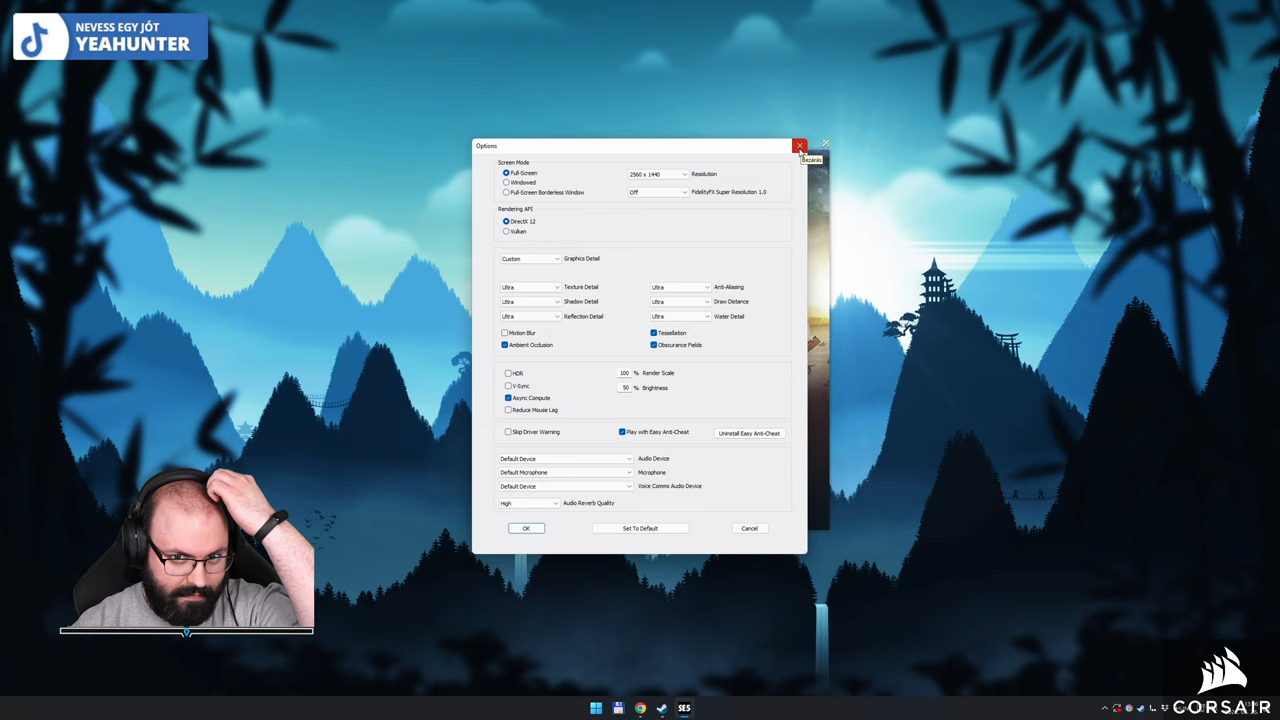 NEVESS EGY JÓT
YEAHUNTER
Options
Bezárás
Screen Mode
Full-Screen
Windowed
Full-Screen Borderless Window
2560 x 1440 Resolution
Off FidelityFX Super Resolution 1.0
Rendering API
DirectX 12
Vulkan
Custom Graphics Detail
Ultra Texture Detail Ultra Anti-Aliasing
Ultra Shadow Detail Ultra Draw Distance
Ultra Reflection Detail Ultra Water Detail
Motion Blur Tessellation
Ambient Occlusion Obscurance Fields
HDR 100 % Render Scale
V-Sync 50 % Brightness
Async Compute
Reduce Mouse Lag
Skip Driver Warning Play with Easy Anti-Cheat Uninstall Easy Anti-Cheat
Default Device Audio Device
Default Microphone Microphone
Default Device Voice Comms Audio Device
High Audio Reverb Quality
OK Set To Default Cancel
SE5
CORSAIR